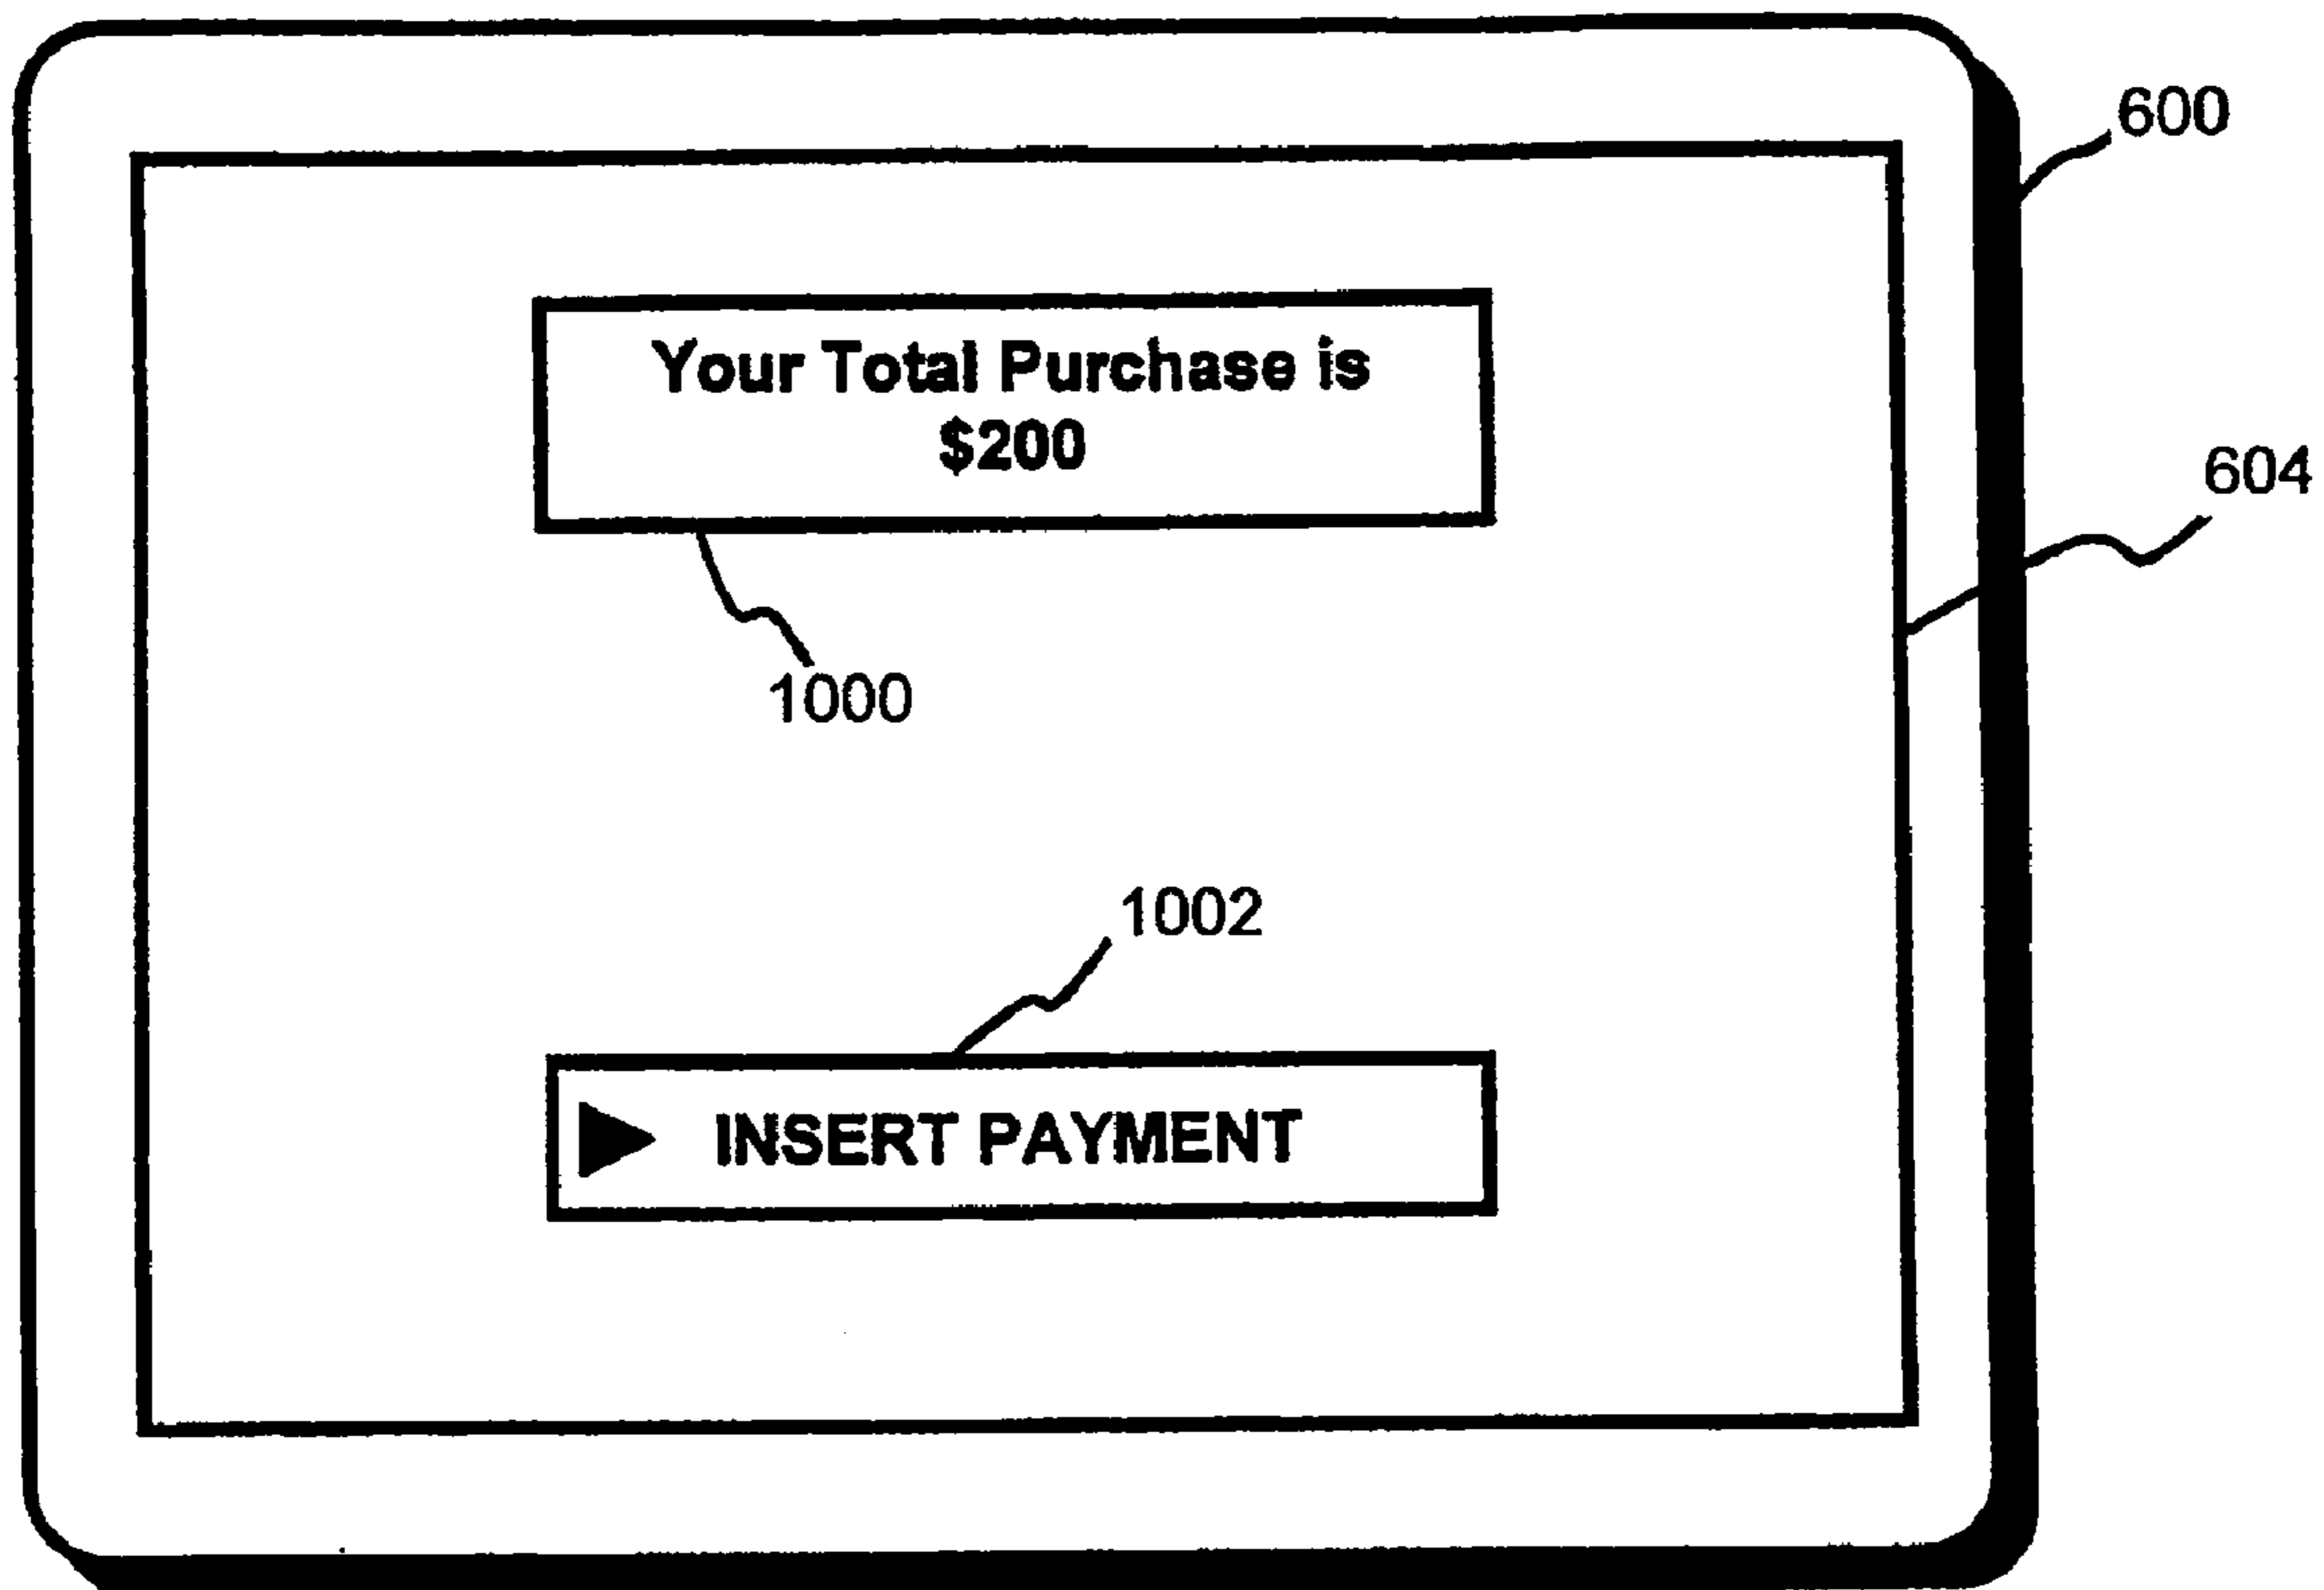 600
Your Total Purchase is
$200
604
1000
1002
INSERT PAYMENT